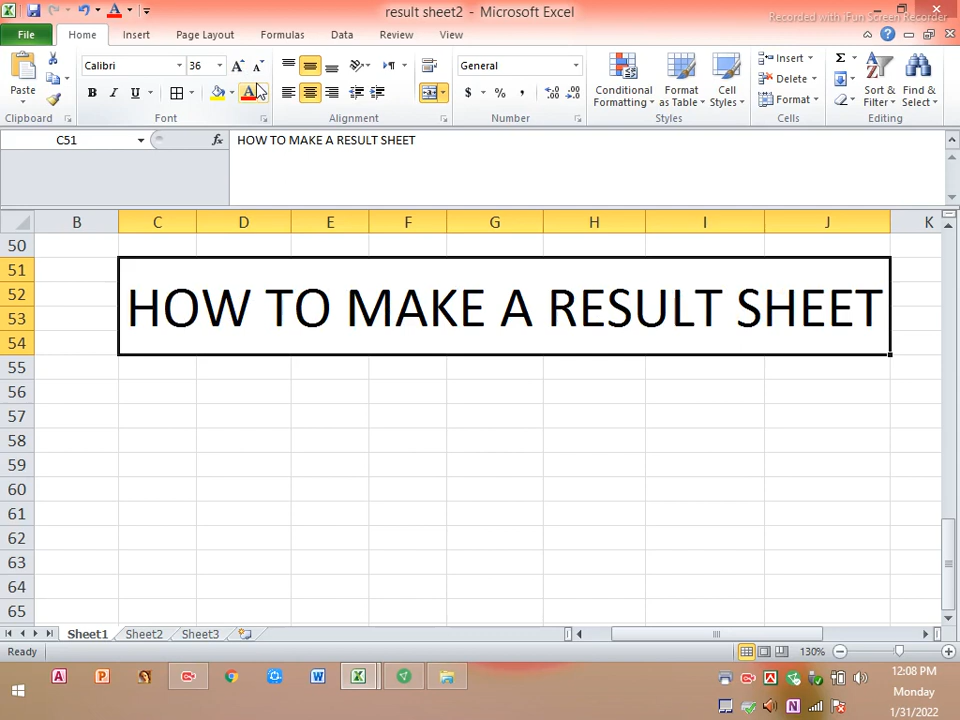 result sheet2 - Microsoft Excel
Recorded with iFun Screen Recorder
File Home Insert Page Layout Formulas Data Review View
Calibri 36 General
Paste
B I U
$ % ,
Conditional Formatting
Format as Table
Cell Styles
Insert
Delete
Format
Sort & Filter
Find & Select
Clipboard Font Alignment Number Styles Cells Editing
C51 fx HOW TO MAKE A RESULT SHEET
B C D E F G H I J K
50
51
52
53
54
HOW TO MAKE A RESULT SHEET
55
56
57
58
59
60
61
62
63
64
65
Sheet1 Sheet2 Sheet3
Ready 130%
12:08 PM
Monday
1/31/2022